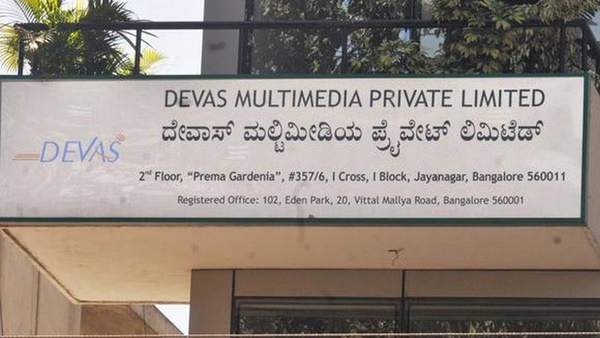 DEVAS MULTIMEDIA PRIVATE LIMITED
ದೇವಾಸ್ ಮಲ್ಟಿಮೀಡಿಯ ಪ್ರೈವೇಟ್ ಲಿಮಿಟೆಡ್
DEVAS
2nd Floor, "Prema Gardenia", #357/6, I Cross, I Block, Jayanagar, Bangalore 560011
Registered Office: 102, Eden Park, 20, Vittal Mallya Road, Bangalore 560001